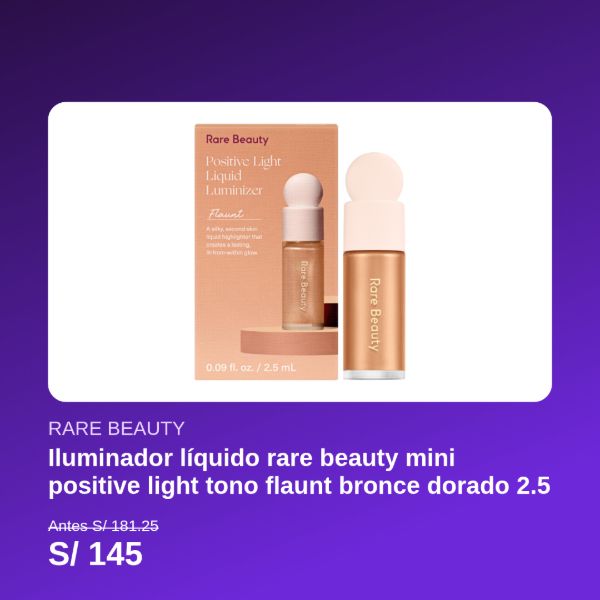 Rare Beauty
Positive Light
Liquid
Luminizer
Flaunt
A silky, second-skin
liquid highlighter that
creates a lasting,
lit-from-within glow.
Rare Beauty
0.09 fl. oz. / 2.5 mL
Rare Beauty
RARE BEAUTY
Iluminador líquido rare beauty mini
positive light tono flaunt bronce dorado 2.5
Antes S/ 181.25
S/ 145